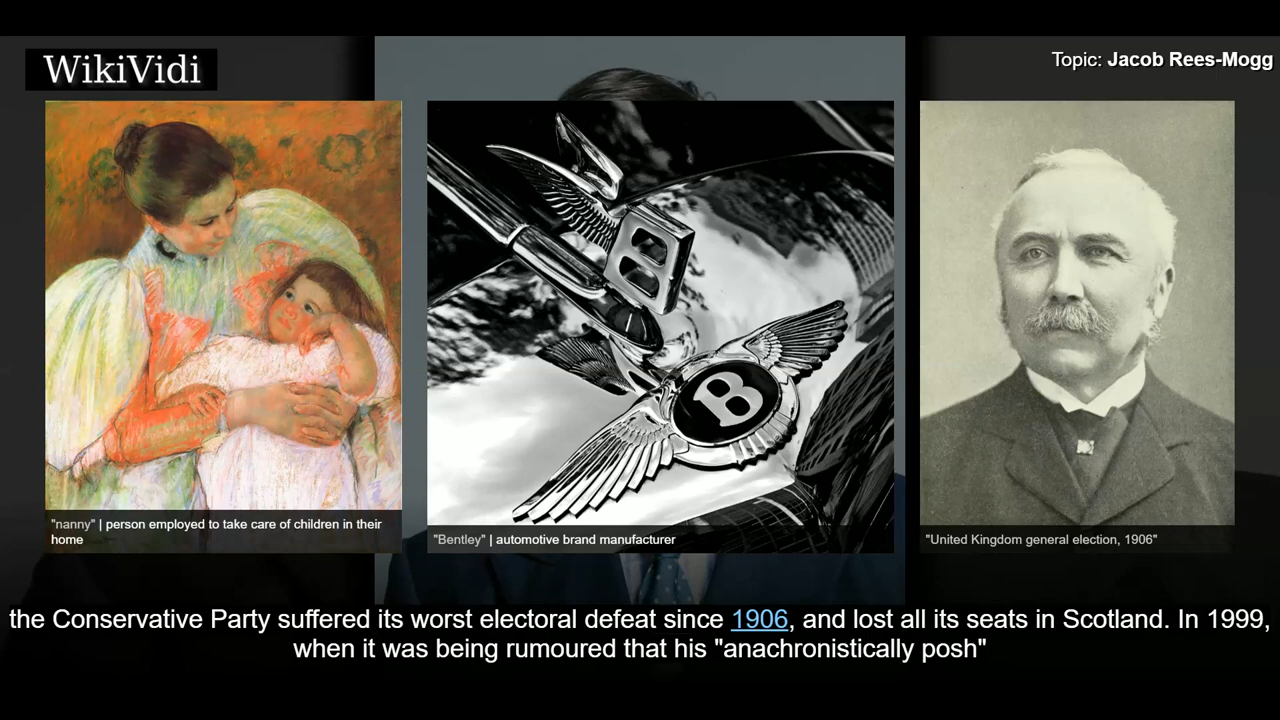 WikiVidi
Topic: Jacob Rees-Mogg
B
"nanny" | person employed to take care of children in their
home
"Bentley" | automotive brand manufacturer
"United Kingdom general election, 1906"
the Conservative Party suffered its worst electoral defeat since 1906, and lost all its seats in Scotland. In 1999,
when it was being rumoured that his "anachronistically posh"